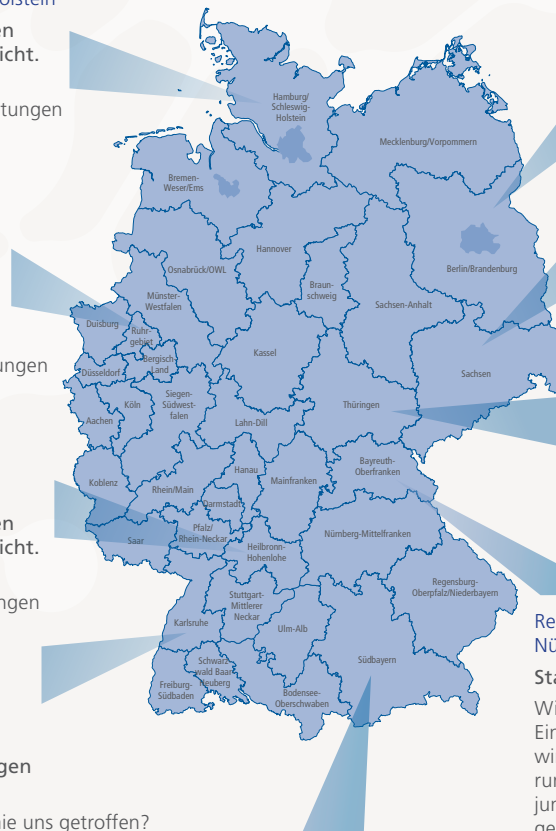 olstein
en
icht.
tungen
ungen
en
icht.
ngen
gen
nie uns getroffen?
Hamburg/
Schleswig-
Holstein
Mecklenburg/Vorpommern
Bremen-
Weser/Ems
Hannover
Berlin/Brandenburg
Osnabrück/OWL
Braun-
schweig
Münster-
Westfalen
Sachsen-Anhalt
Duisburg
Ruhr-
gebiet
Bergisch-
Land
Kassel
Düsseldorf
Sachsen
Köln
Siegen-
Südwest-
falen
Thüringen
Aachen
Lahn-Dill
Bayreuth-
Oberfranken
Hanau
Koblenz
Rhein/Main
Mainfranken
Darmstadt
Pfalz/
Rhein-Neckar
Nürnberg-Mittelfranken
Saar
Heilbronn-
Hohenlohe
Regensburg-
Oberpfalz/Niederbayern
Stuttgart-
Mittlerer
Neckar
Karlsruhe
Ulm-Alb
Südbayern
Schwarz-
wald Baar
Heuberg
Freiburg-
Südbaden
Bodensee-
Oberschwaben
Re
Nü
Sta
Wi
Ein
wi
run
jun
ge